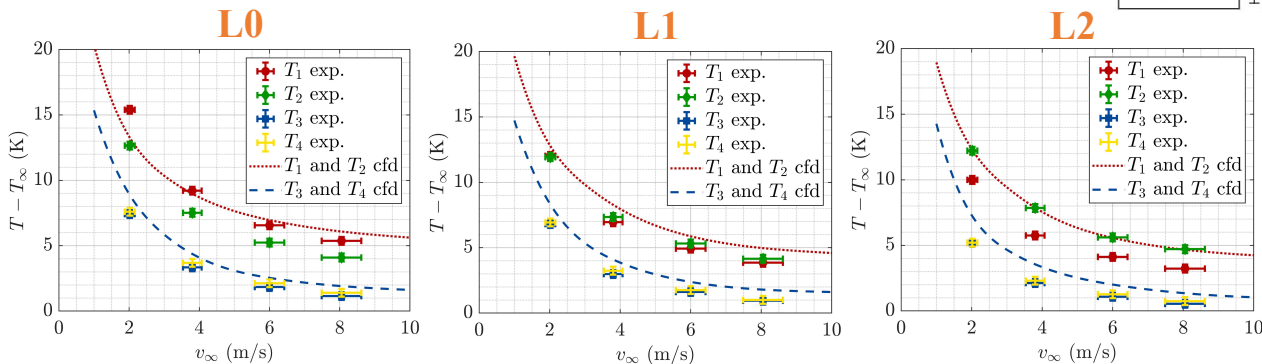 L0
L1
L2
20
15
10
5
0
0
2
4
6
8
10
T − T∞ (K)
v∞ (m/s)
T₁ exp.
T₂ exp.
T₃ exp.
T₄ exp.
T₁ and T₂ cfd
T₃ and T₄ cfd
20
15
10
5
0
0
2
4
6
8
10
T − T∞ (K)
v∞ (m/s)
T₁ exp.
T₂ exp.
T₃ exp.
T₄ exp.
T₁ and T₂ cfd
T₃ and T₄ cfd
20
15
10
5
0
0
2
4
6
8
10
T − T∞ (K)
v∞ (m/s)
T₁ exp.
T₂ exp.
T₃ exp.
T₄ exp.
T₁ and T₂ cfd
T₃ and T₄ cfd